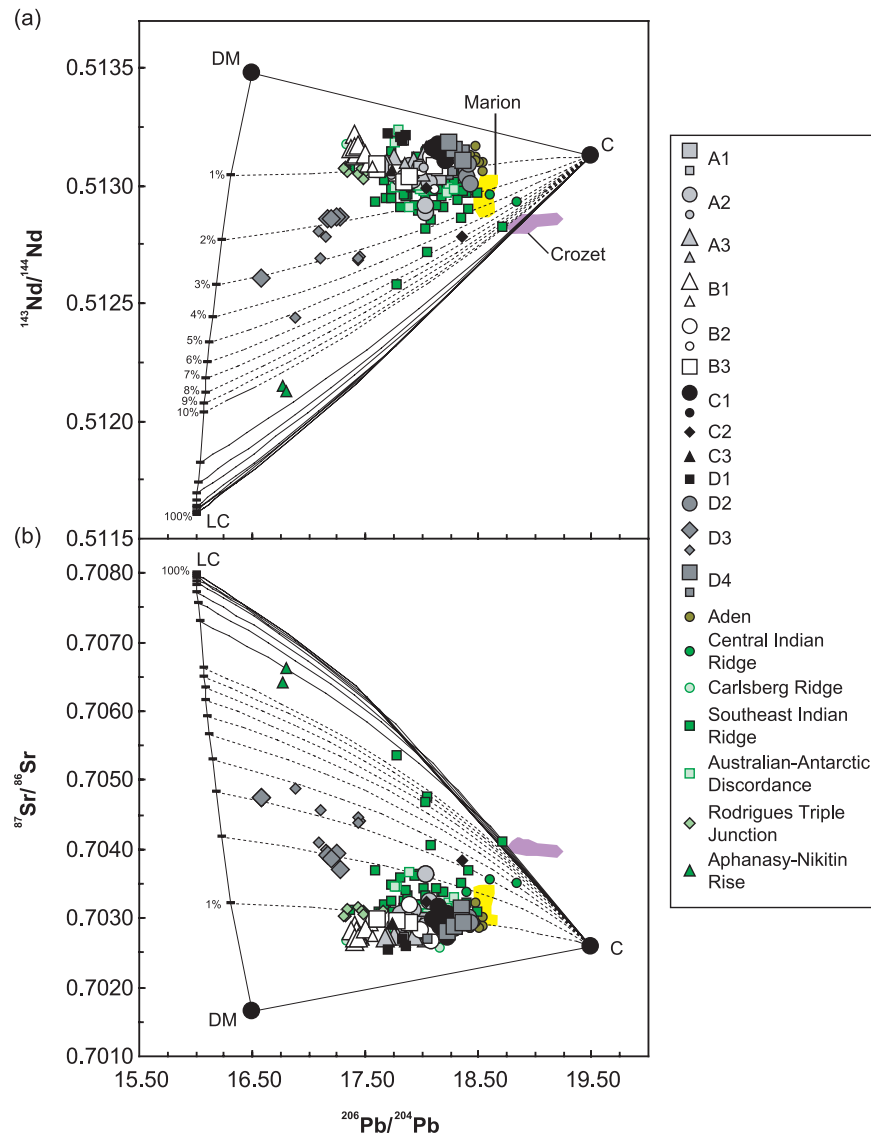 (a)
DM
Marion
C
Crozet
LC
0.5135
0.5130
0.5125
0.5120
0.5115
143Nd/144Nd
1%
2%
3%
4%
5%
6%
7%
8%
9%
10%
100%
(b)
LC
100%
1%
DM
C
0.7080
0.7070
0.7060
0.7050
0.7040
0.7030
0.7020
0.7010
87Sr/86Sr
15.50
16.50
17.50
18.50
19.50
206Pb/204Pb
A1
A2
A3
B1
B2
B3
C1
C2
C3
D1
D2
D3
D4
Aden
Central Indian
Ridge
Carlsberg Ridge
Southeast Indian
Ridge
Australian-Antarctic
Discordance
Rodrigues Triple
Junction
Aphanasy-Nikitin
Rise